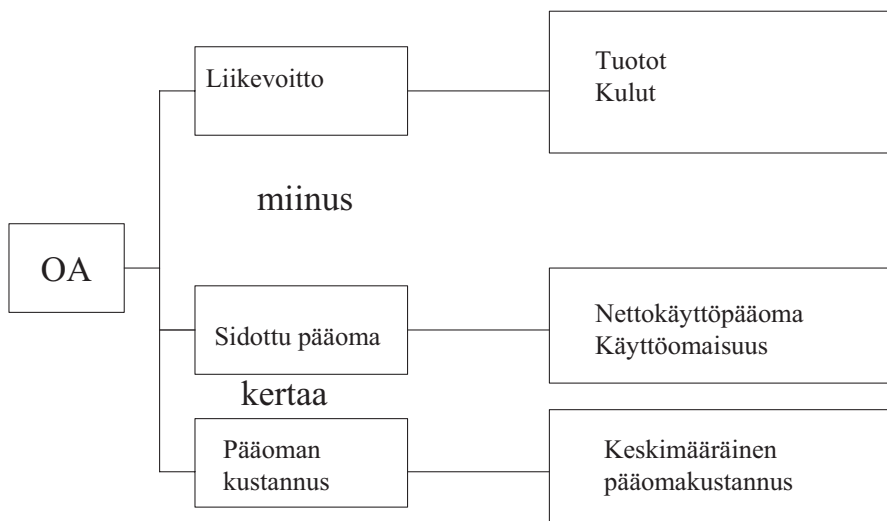 Liikevoitto
Tuotot
Kulut
miinus
OA
Sidottu pääoma
Nettokäyttöpääoma
Käyttöomaisuus
kertaa
Pääoman
kustannus
Keskimääräinen
pääomakustannus